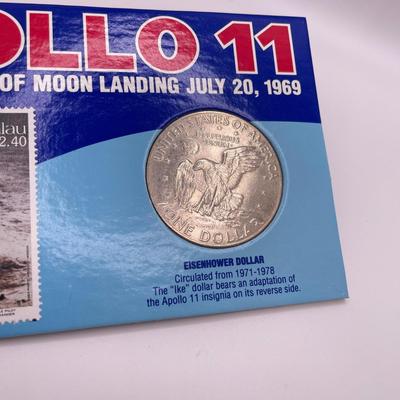 OLLO 11
OF MOON LANDING JULY 20, 1969
lau
2.40
UNITED STATES OF AMERICA
E PLURIBUS
UNUM
ONE DOLLAR
EISENHOWER DOLLAR
Circulated from 1971-1978
The "Ike" dollar bears an adaptation of
the Apollo 11 insignia on its reverse side.